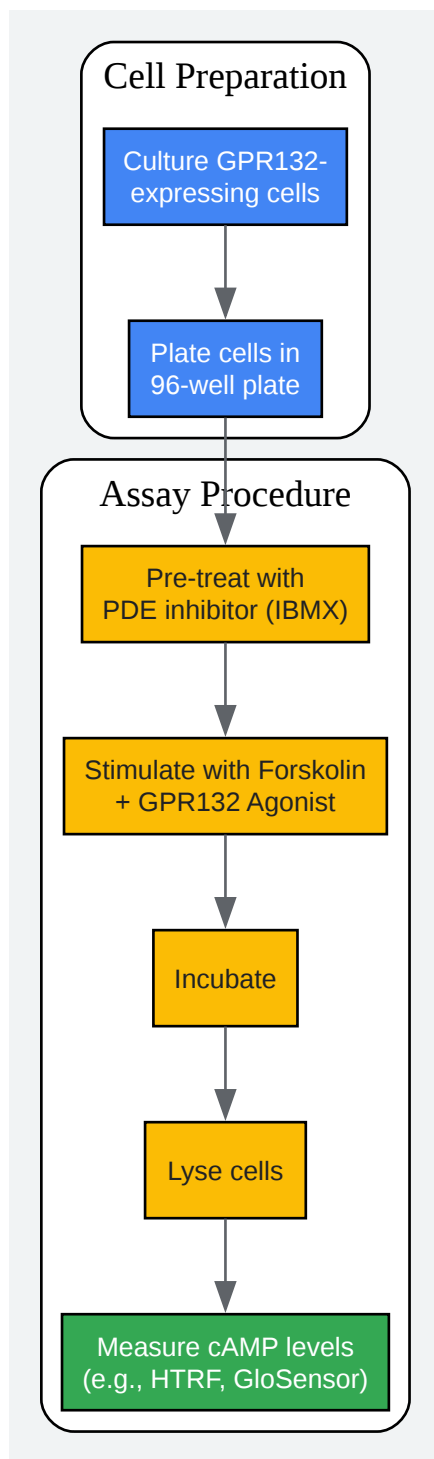 Cell Preparation
Culture GPR132-
expressing cells
Plate cells in
96-well plate
Assay Procedure
Pre-treat with
PDE inhibitor (IBMX)
Stimulate with Forskolin
+ GPR132 Agonist
Incubate
Lyse cells
Measure cAMP levels
(e.g., HTRF, GloSensor)